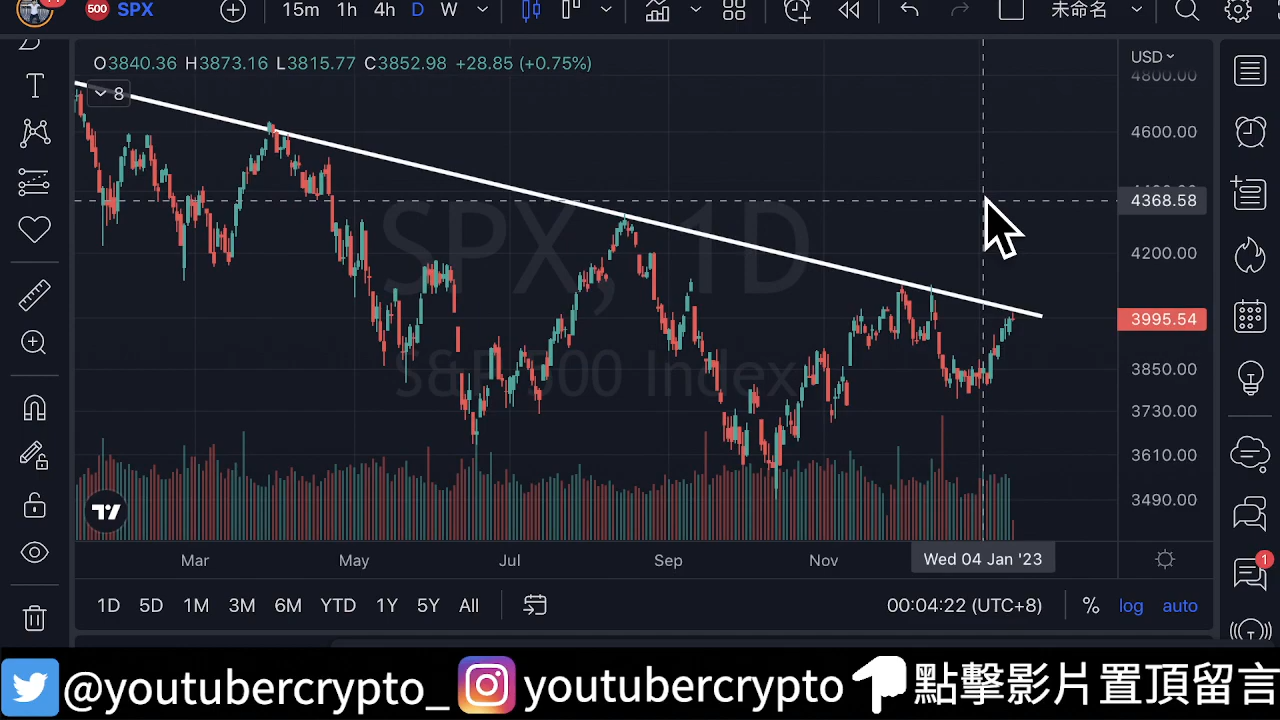 500 SPX 15m 1h 4h D W 未命名
O3840.36 H3873.16 L3815.77 C3852.98 +28.85 (+0.75%)
8
USD
4800.00
4600.00
4368.58
4200.00
3995.54
3850.00
3730.00
3610.00
3490.00
SPX, 1D
S&P 500 Index
Mar May Jul Sep Nov Wed 04 Jan '23
1D 5D 1M 3M 6M YTD 1Y 5Y All 00:04:22 (UTC+8) % log auto
1
@youtubercrypto_ youtubercrypto 點擊影片置頂留言